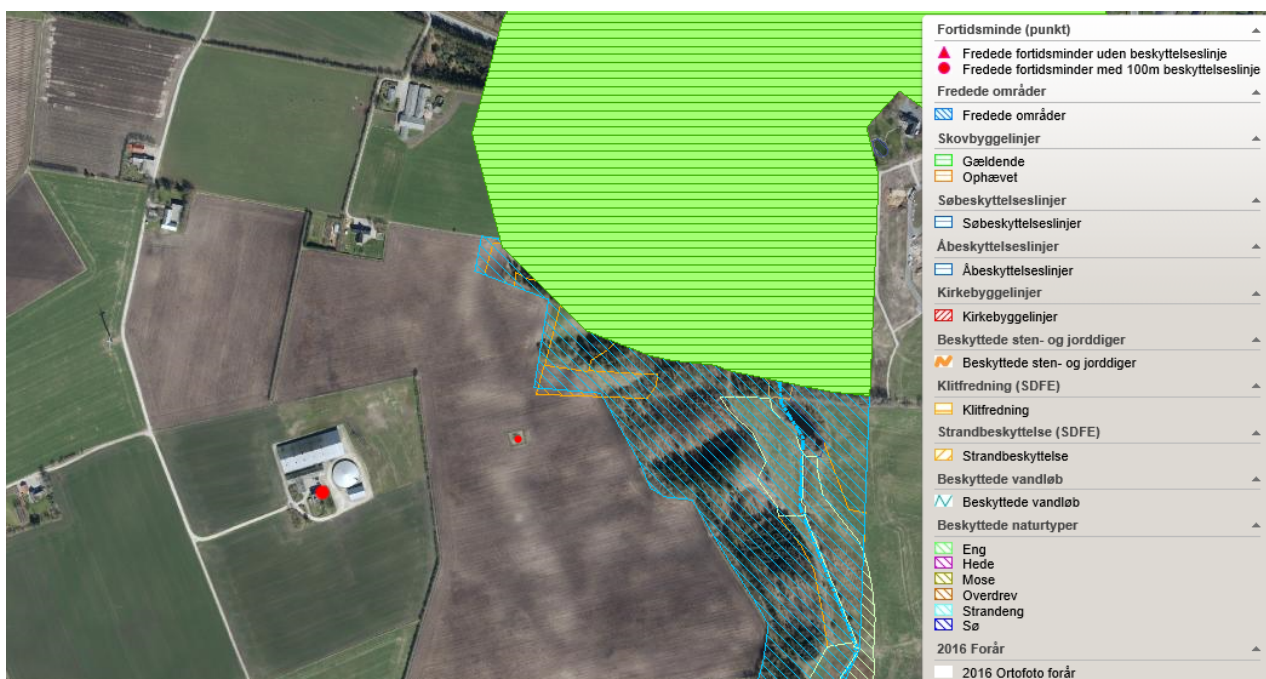 Fortidsminde (punkt)
Fredede fortidsminder uden beskyttelseslinje
Fredede fortidsminder med 100m beskyttelseslinje
Fredede områder
Fredede områder
Skovbyggelinjer
Gældende
Ophævet
Søbeskyttelseslinjer
Søbeskyttelseslinjer
Åbeskyttelseslinjer
Åbeskyttelseslinjer
Kirkebyggelinjer
Kirkebyggelinjer
Beskyttede sten- og jorddiger
Beskyttede sten- og jorddiger
Klitfredning (SDFE)
Klitfredning
Strandbeskyttelse (SDFE)
Strandbeskyttelse
Beskyttede vandløb
Beskyttede vandløb
Beskyttede naturtyper
Eng
Hede
Mose
Overdrev
Strandeng
Sø
2016 Forår
2016 Ortofoto forår